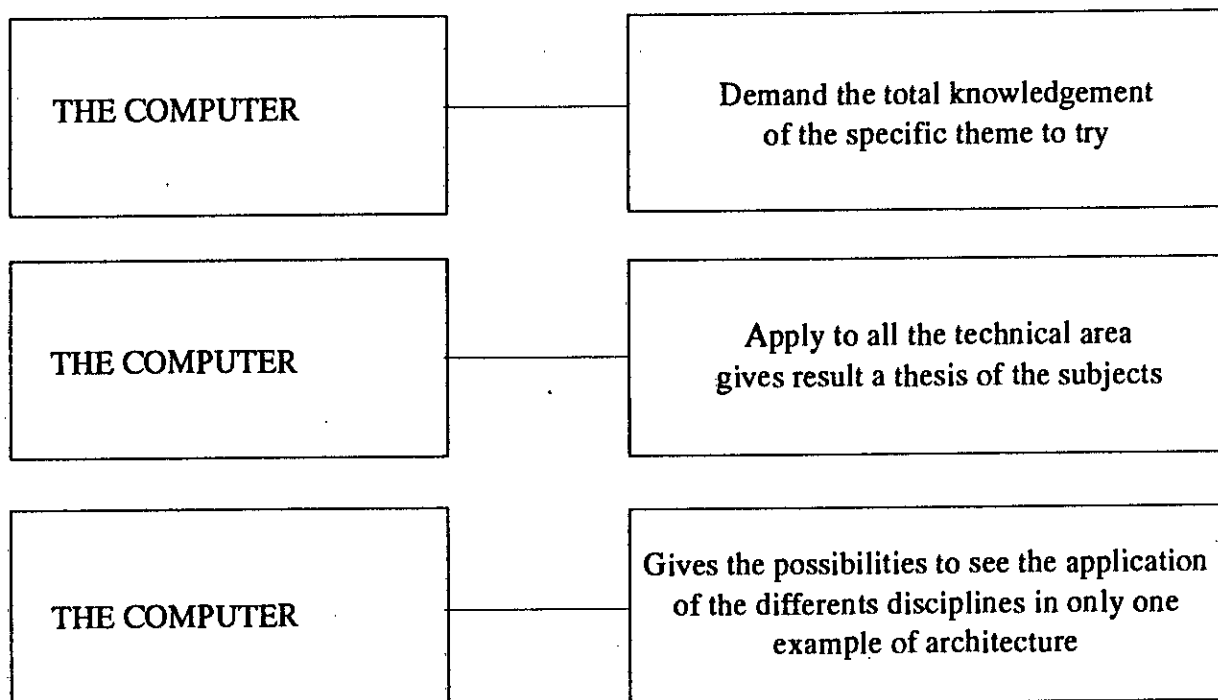 THE COMPUTER
Demand the total knowledgement
of the specific theme to try
THE COMPUTER
Apply to all the technical area
gives result a thesis of the subjects
THE COMPUTER
Gives the possibilities to see the application
of the differents disciplines in only one
example of architecture